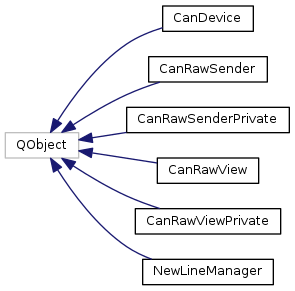 CanDevice
CanRawSender
CanRawSenderPrivate
QObject
CanRawView
CanRawViewPrivate
NewLineManager